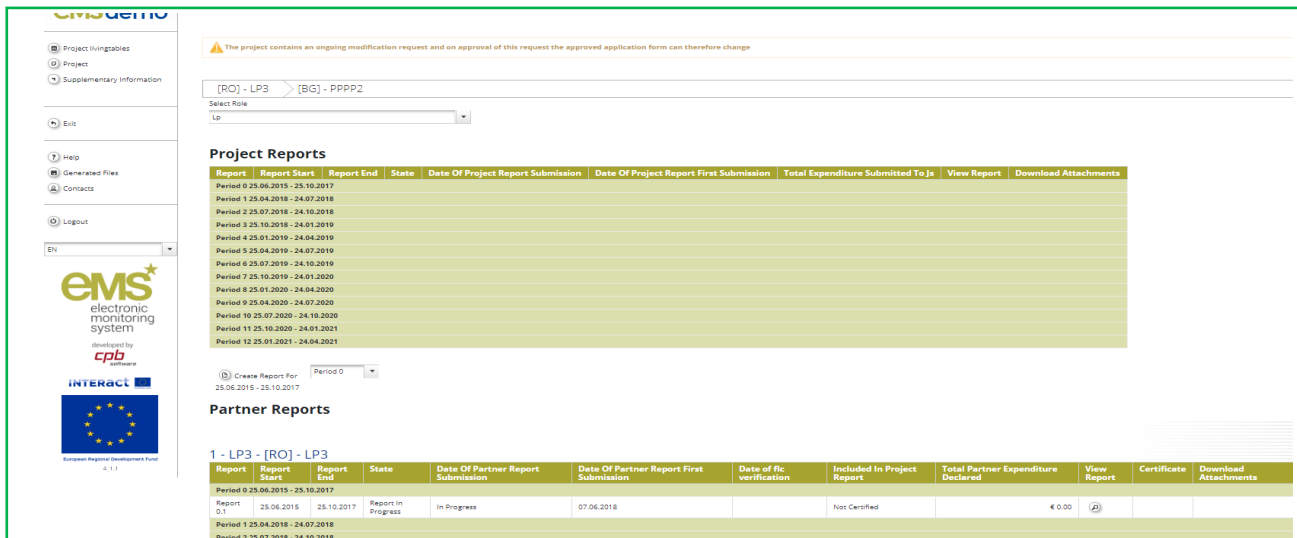 eMS demo
Project livingtables
Project
Supplementary Information
Exit
Help
Generated Files
Contacts
Logout
EN
eMS
electronic
monitoring
system
developed by
cpb
software
INTERact
European Regional Development Fund
4_1.1
The project contains an ongoing modification request and on approval of this request the approved application form can therefore change
[RO] - LP3 [BG] - PPPP2
Select Role
Lp
Project Reports
Report Report Start Report End State Date Of Project Report Submission Date Of Project Report First Submission Total Expenditure Submitted To Js View Report Download Attachments
Period 0 25.06.2015 - 25.10.2017
Period 1 25.04.2018 - 24.07.2018
Period 2 25.07.2018 - 24.10.2018
Period 3 25.10.2018 - 24.01.2019
Period 4 25.01.2019 - 24.04.2019
Period 5 25.04.2019 - 24.07.2019
Period 6 25.07.2019 - 24.10.2019
Period 7 25.10.2019 - 24.01.2020
Period 8 25.01.2020 - 24.04.2020
Period 9 25.04.2020 - 24.07.2020
Period 10 25.07.2020 - 24.10.2020
Period 11 25.10.2020 - 24.01.2021
Period 12 25.01.2021 - 24.04.2021
Create Report For Period 0
25.06.2015 - 25.10.2017
Partner Reports
1 - LP3 - [RO] - LP3
Report Report Start Report End State Date Of Partner Report Submission Date Of Partner Report First Submission Date of flc verification Included In Project Report Total Partner Expenditure Declared View Report Certificate Download Attachments
Period 0 25.06.2015 - 25.10.2017
Report 0.1 25.06.2015 25.10.2017 Report In Progress In Progress 07.06.2018 Not Certified € 0.00
Period 1 25.04.2018 - 24.07.2018
Period 2 25.07.2018 - 24.10.2018